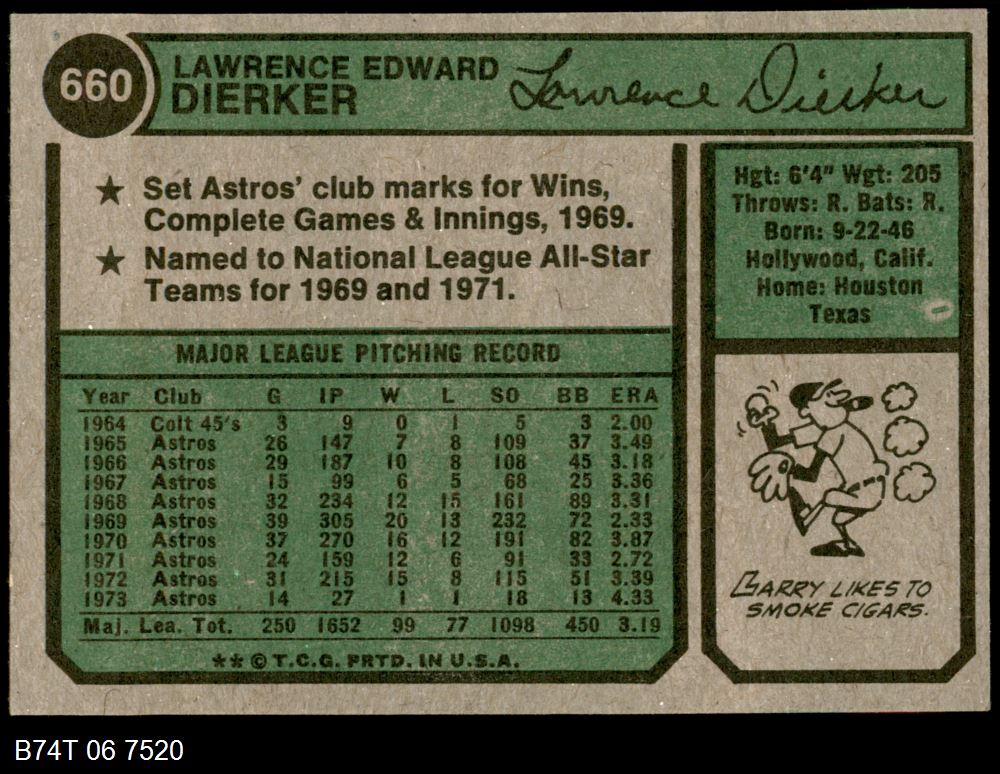 660
LAWRENCE EDWARD
DIERKER
Lawrence Dierker
★ Set Astros' club marks for Wins,
Complete Games & Innings, 1969.
★ Named to National League All-Star
Teams for 1969 and 1971.
Hgt: 6'4" Wgt: 205
Throws: R. Bats: R.
Born: 9-22-46
Hollywood, Calif.
Home: Houston
Texas
MAJOR LEAGUE PITCHING RECORD
Year Club G IP W L SO BB ERA
1964 Colt 45's 3 9 0 1 5 3 2.00
1965 Astros 26 147 7 8 109 37 3.49
1966 Astros 29 187 10 8 108 45 3.18
1967 Astros 15 99 6 5 68 25 3.36
1968 Astros 32 234 12 15 161 89 3.31
1969 Astros 39 305 20 13 232 72 2.33
1970 Astros 37 270 16 12 191 82 3.87
1971 Astros 24 159 12 6 91 33 2.72
1972 Astros 31 215 15 8 115 51 3.39
1973 Astros 14 27 1 1 18 13 4.33
Maj. Lea. Tot. 250 1652 99 77 1098 450 3.19
** © T.C.G. PRTD. IN U.S.A.
LARRY LIKES TO
SMOKE CIGARS.
B74T 06 7520